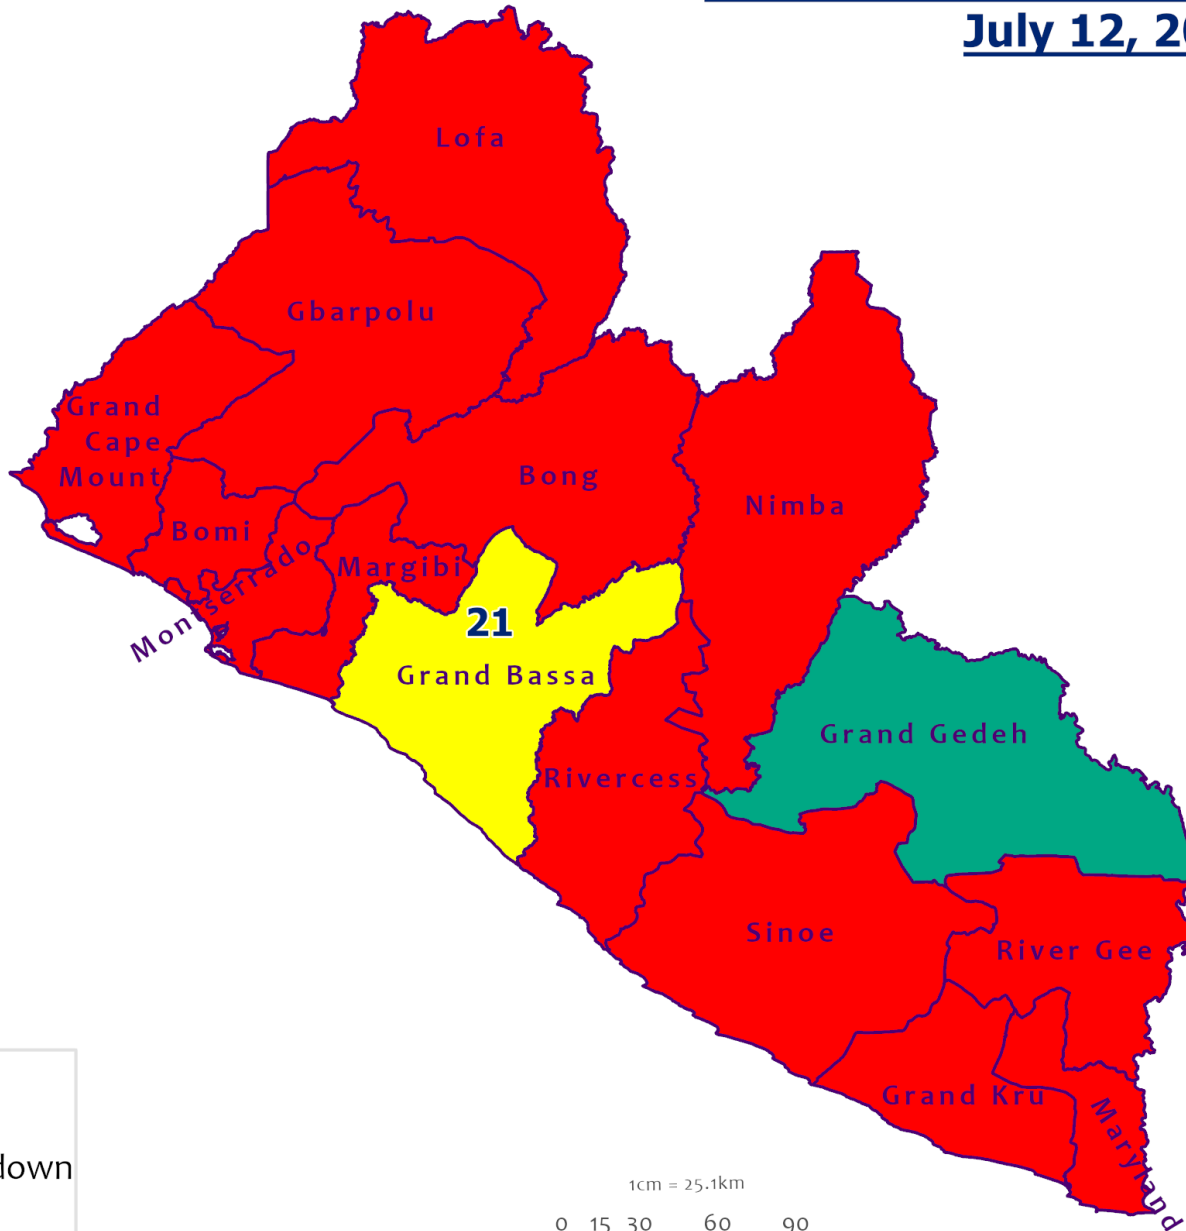 July 12, 2
Lofa
Gbarpolu
Grand
Cape
Mount
Bong
Nimba
Bomi
Montserrado
Margibi
21
Grand Bassa
Grand Gedeh
Rivercess
Sinoe
River Gee
Grand Kru
Maryland
down
1cm = 25.1km
0 15 30 60 90